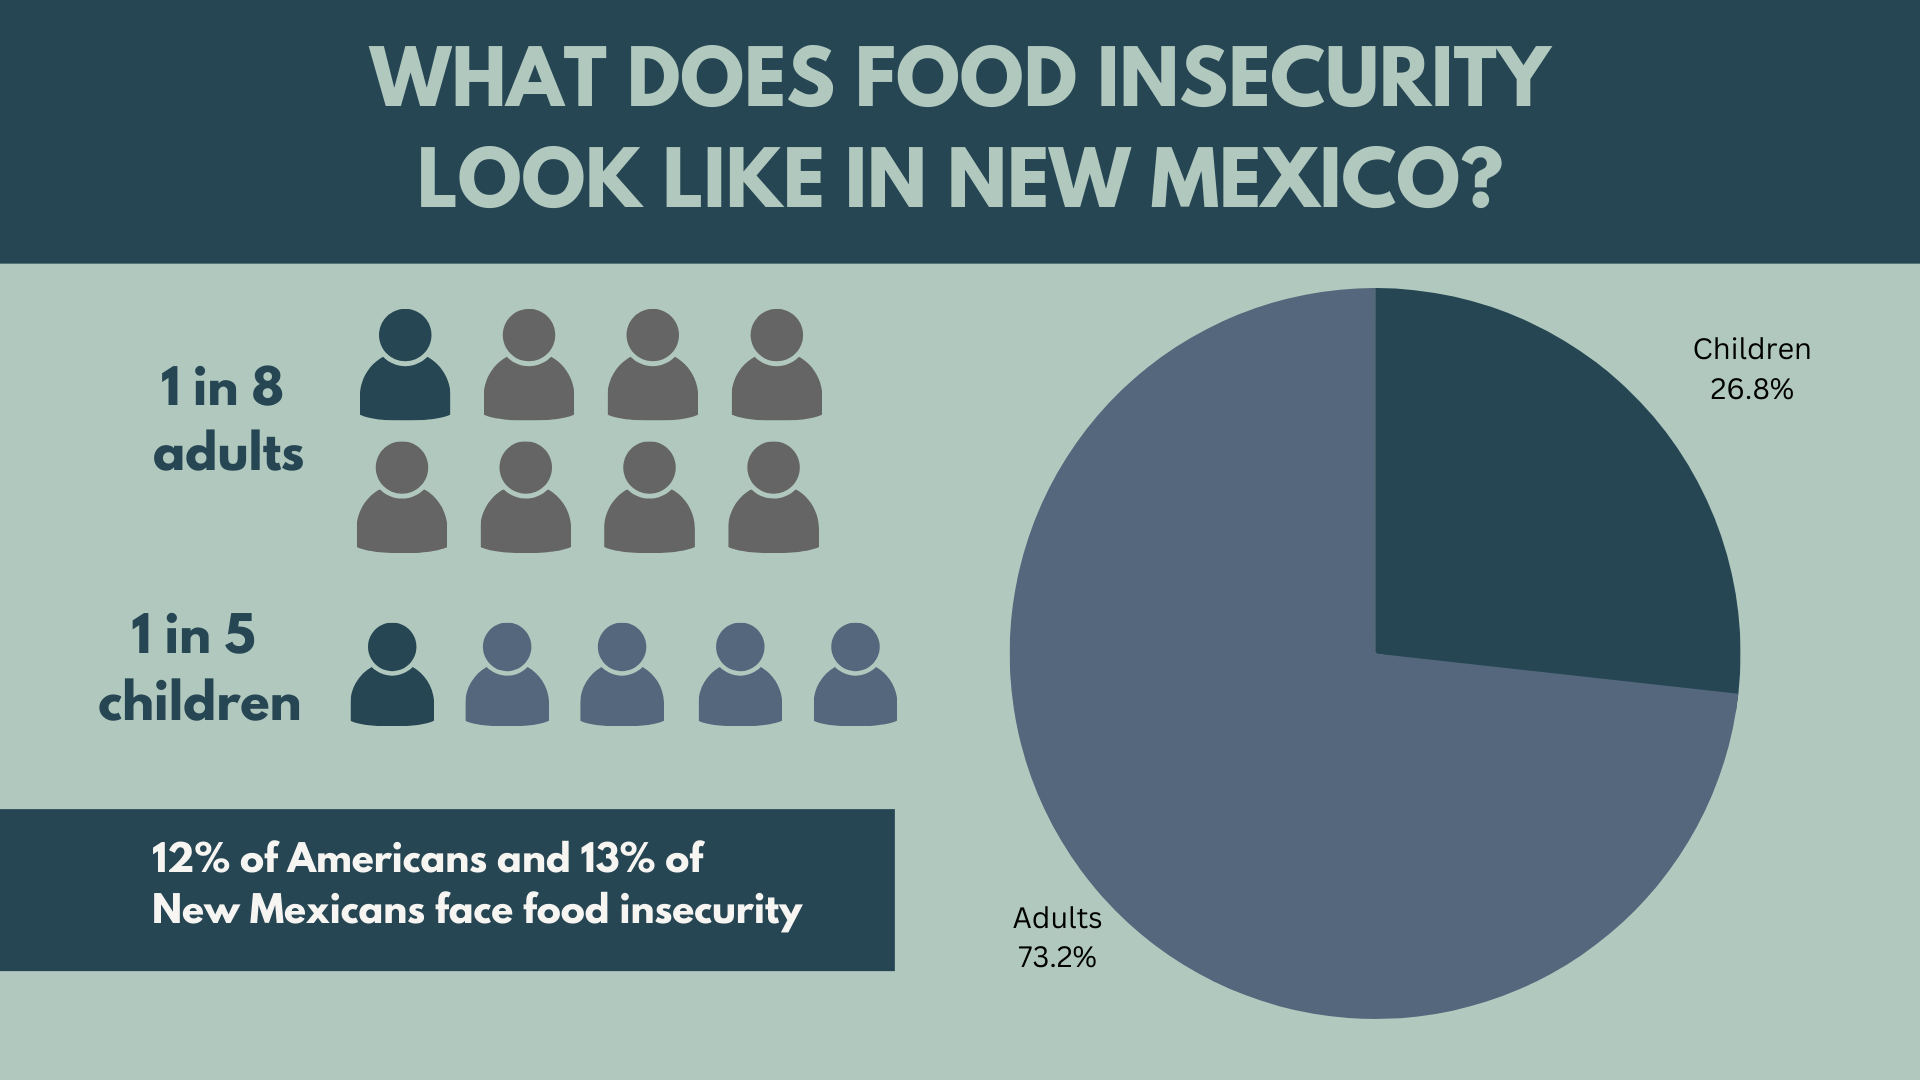 WHAT DOES FOOD INSECURITY
LOOK LIKE IN NEW MEXICO?
1 in 8
adults
1 in 5
children
12% of Americans and 13% of
New Mexicans face food insecurity
Children
26.8%
Adults
73.2%